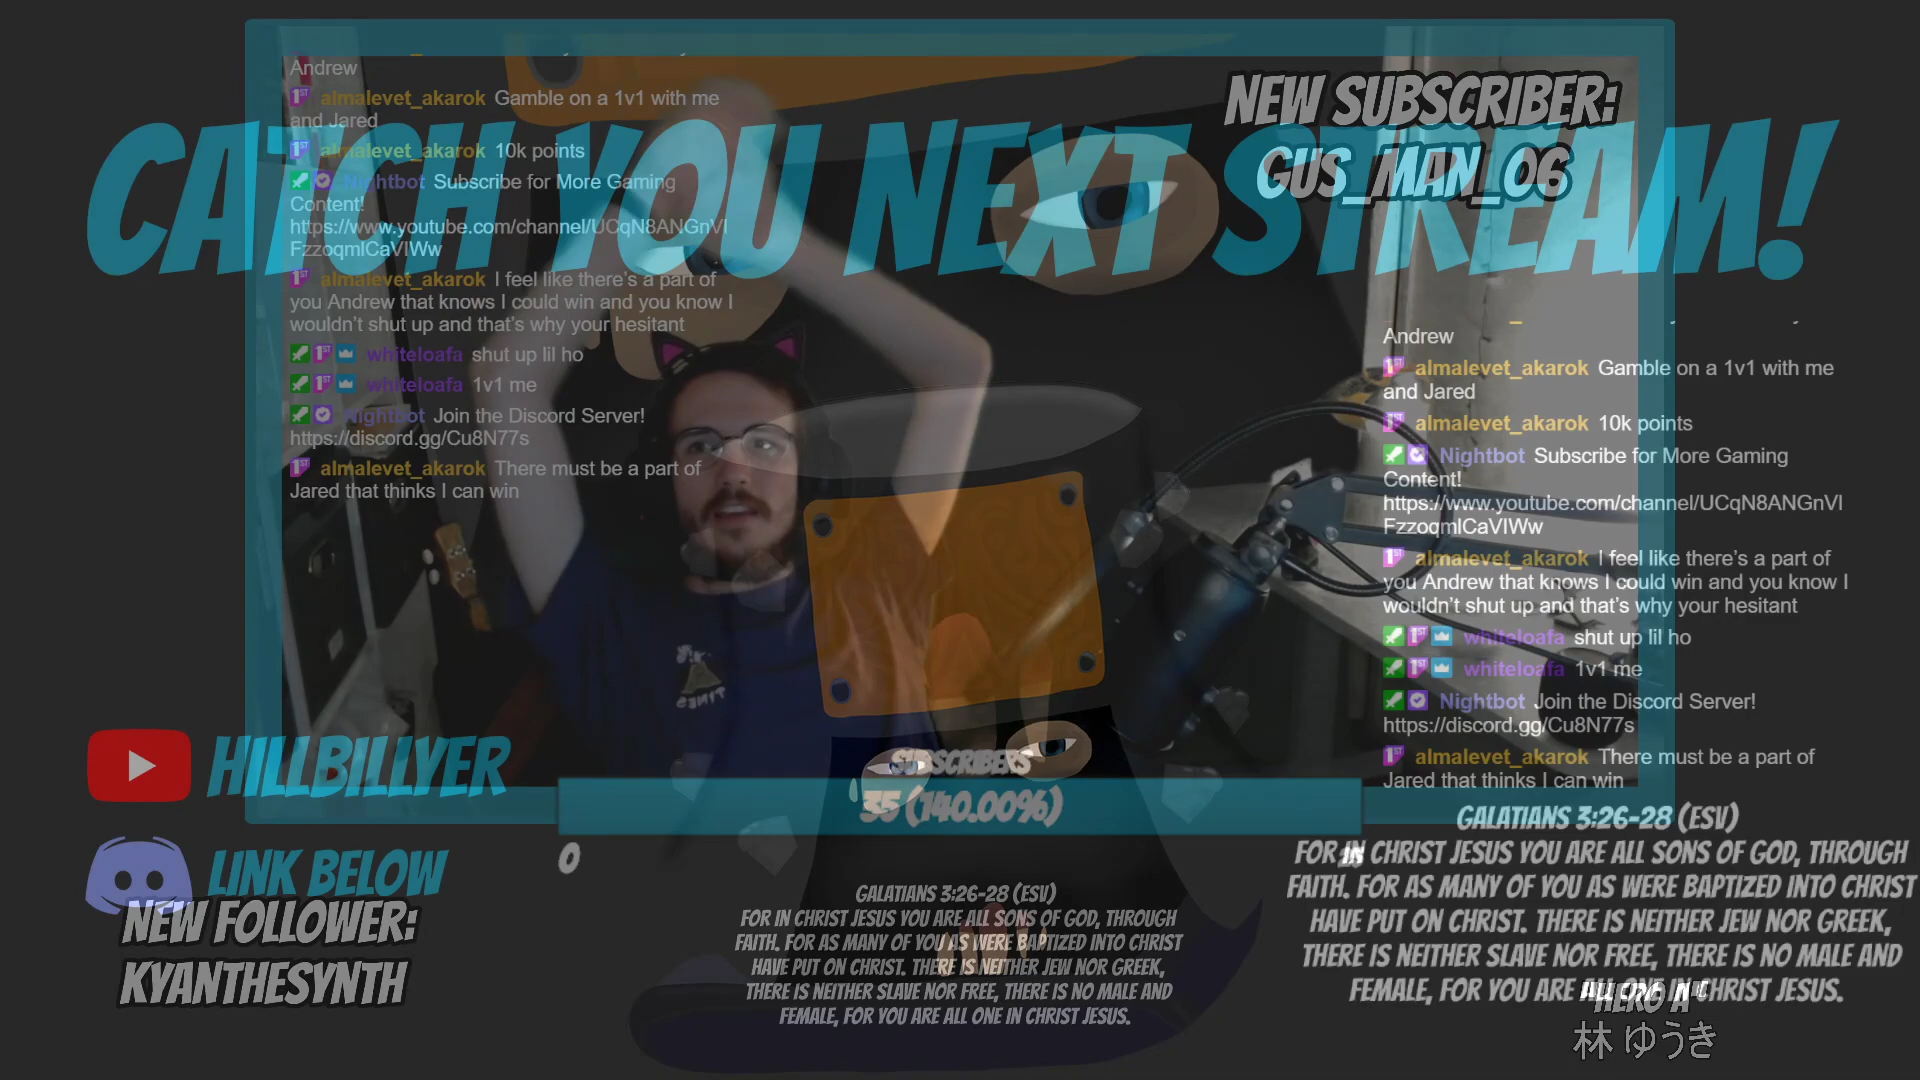 Andrew
almalevet_akarok Gamble on a 1v1 with me
and Jared
almalevet_akarok 10k points
Nightbot Subscribe for More Gaming
Content!
https://www.youtube.com/channel/UCqN8ANGnVI
FzzoqmlCaVIWw
almalevet_akarok I feel like there's a part of
you Andrew that knows I could win and you know I
wouldn't shut up and that's why your hesitant
whiteloafa shut up lil ho
whiteloafa 1v1 me
Nightbot Join the Discord Server!
https://discord.gg/Cu8N77s
almalevet_akarok There must be a part of
Jared that thinks I can win
CATCH YOU NEXT STREAM!
NEW SUBSCRIBER:
GUS_MAN_06
Andrew
almalevet_akarok Gamble on a 1v1 with me
and Jared
almalevet_akarok 10k points
Nightbot Subscribe for More Gaming
Content!
https://www.youtube.com/channel/UCqN8ANGnVI
FzzoqmlCaVIWw
almalevet_akarok I feel like there's a part of
you Andrew that knows I could win and you know I
wouldn't shut up and that's why your hesitant
whiteloafa shut up lil ho
whiteloafa 1v1 me
Nightbot Join the Discord Server!
https://discord.gg/Cu8N77s
almalevet_akarok There must be a part of
Jared that thinks I can win
HILLBILLYER
LINK BELOW
NEW FOLLOWER:
KYANTHESYNTH
SUBSCRIBERS
35 (140.00%)
0
GALATIANS 3:26-28 (ESV)
FOR IN CHRIST JESUS YOU ARE ALL SONS OF GOD, THROUGH
FAITH. FOR AS MANY OF YOU AS WERE BAPTIZED INTO CHRIST
HAVE PUT ON CHRIST. THERE IS NEITHER JEW NOR GREEK,
THERE IS NEITHER SLAVE NOR FREE, THERE IS NO MALE AND
FEMALE, FOR YOU ARE ALL ONE IN CHRIST JESUS.
GALATIANS 3:26-28 (ESV)
FOR IN CHRIST JESUS YOU ARE ALL SONS OF GOD, THROUGH
FAITH. FOR AS MANY OF YOU AS WERE BAPTIZED INTO CHRIST
HAVE PUT ON CHRIST. THERE IS NEITHER JEW NOR GREEK,
THERE IS NEITHER SLAVE NOR FREE, THERE IS NO MALE AND
FEMALE, FOR YOU ARE ALL ONE IN CHRIST JESUS.
HERO A
林 ゆうき